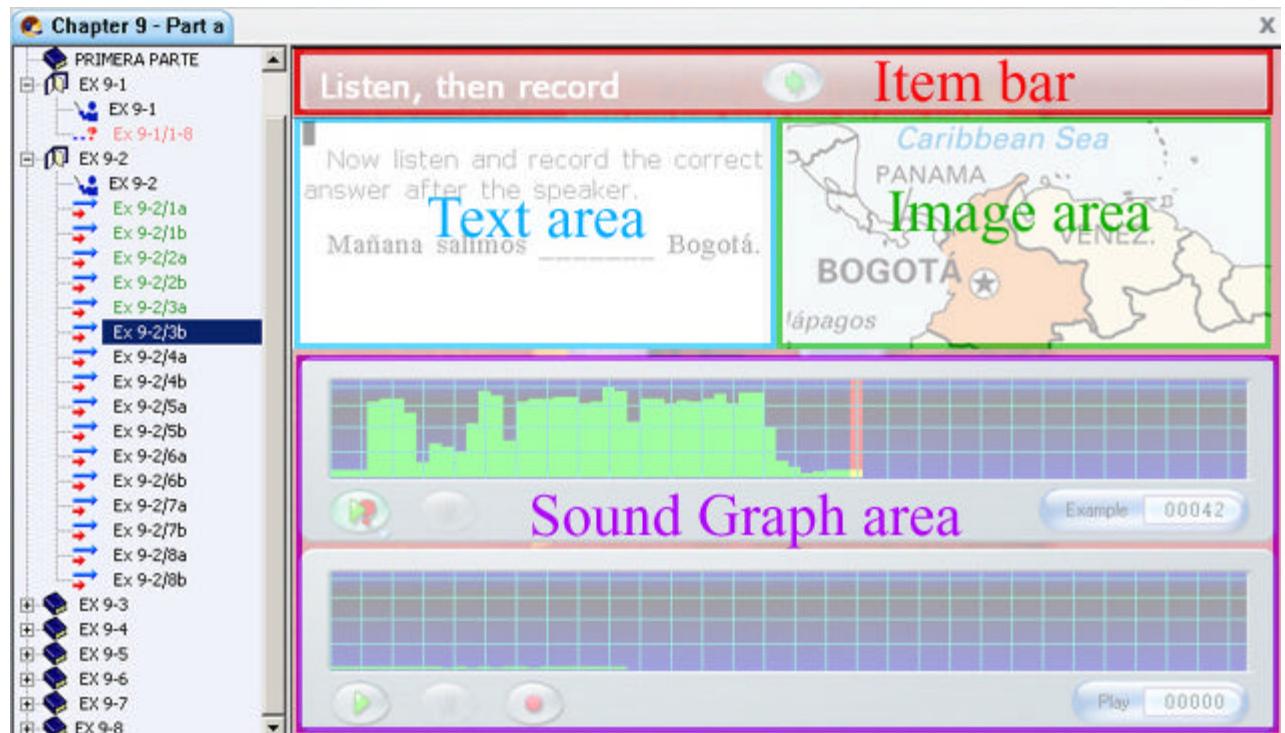 Chapter 9 - Part a
X
PRIMERA PARTE
EX 9-1
EX 9-1
Ex 9-1/1-8
EX 9-2
EX 9-2
Ex 9-2/1a
Ex 9-2/1b
Ex 9-2/2a
Ex 9-2/2b
Ex 9-2/3a
Ex 9-2/3b
Ex 9-2/4a
Ex 9-2/4b
Ex 9-2/5a
Ex 9-2/5b
Ex 9-2/6a
Ex 9-2/6b
Ex 9-2/7a
Ex 9-2/7b
Ex 9-2/8a
Ex 9-2/8b
EX 9-3
EX 9-4
EX 9-5
EX 9-6
EX 9-7
EX 9-8
Listen, then record
Item bar
Now listen and record the correct
answer after the speaker.
Text area
Mañana salimos _______ Bogotá.
Caribbean Sea
PANAMA
Image area
VENEZ.
BOGOTÁ
lápagos
Sound Graph area
Example 00042
Play 00000